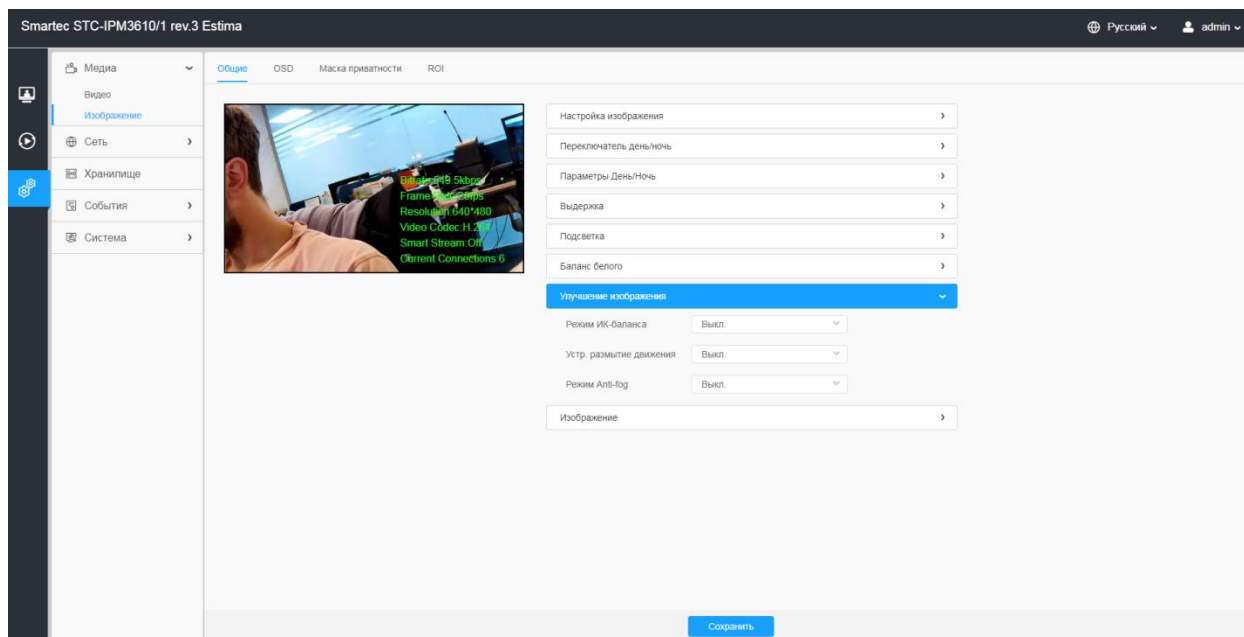 Smartec STC-IPM3610/1 rev.3 Estima
Русский
admin
Медиа
Видео
Изображение
Сеть
Хранилище
События
Система
Общие
OSD
Маска приватности
ROI
Frame
Resolution:640*480
Video Codec:H.264
Smart Stream:Off
Current Connections:6
Настройка изображения
Переключатель день/ночь
Параметры День/Ночь
Выдержка
Подсветка
Баланс белого
Улучшение изображения
Режим ИК-баланса
Выкл.
Устр. размытие движения
Выкл.
Режим Anti-fog
Выкл.
Изображение
Сохранить